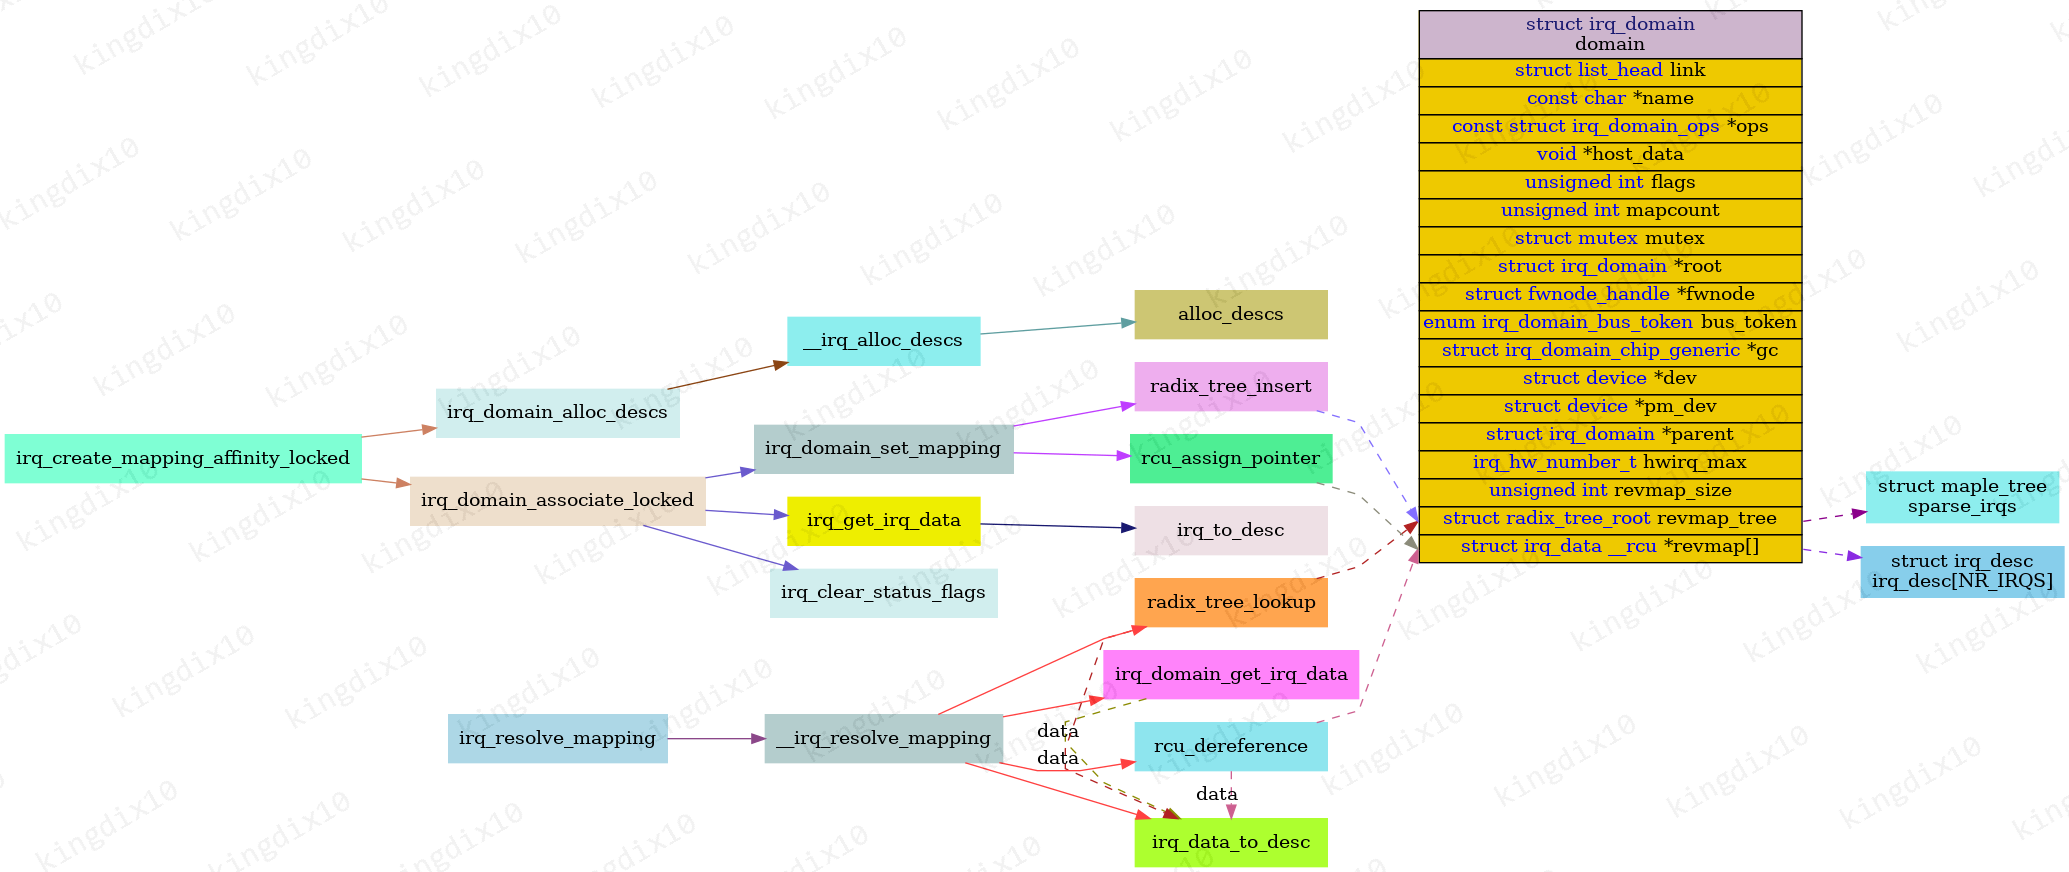 struct irq_domain
domain
struct list_head link
const char *name
const struct irq_domain_ops *ops
void *host_data
unsigned int flags
unsigned int mapcount
struct mutex mutex
struct irq_domain *root
struct fwnode_handle *fwnode
enum irq_domain_bus_token bus_token
struct irq_domain_chip_generic *gc
struct device *dev
struct device *pm_dev
struct irq_domain *parent
irq_hw_number_t hwirq_max
unsigned int revmap_size
struct radix_tree_root revmap_tree
struct irq_data __rcu *revmap[]
irq_create_mapping_affinity_locked
irq_domain_alloc_descs
irq_domain_associate_locked
__irq_alloc_descs
irq_domain_set_mapping
irq_get_irq_data
irq_clear_status_flags
alloc_descs
radix_tree_insert
rcu_assign_pointer
irq_to_desc
radix_tree_lookup
irq_domain_get_irq_data
rcu_dereference
irq_data_to_desc
irq_resolve_mapping
__irq_resolve_mapping
data
data
data
struct maple_tree
sparse_irqs
struct irq_desc
irq_desc[NR_IRQS]
kingdix10